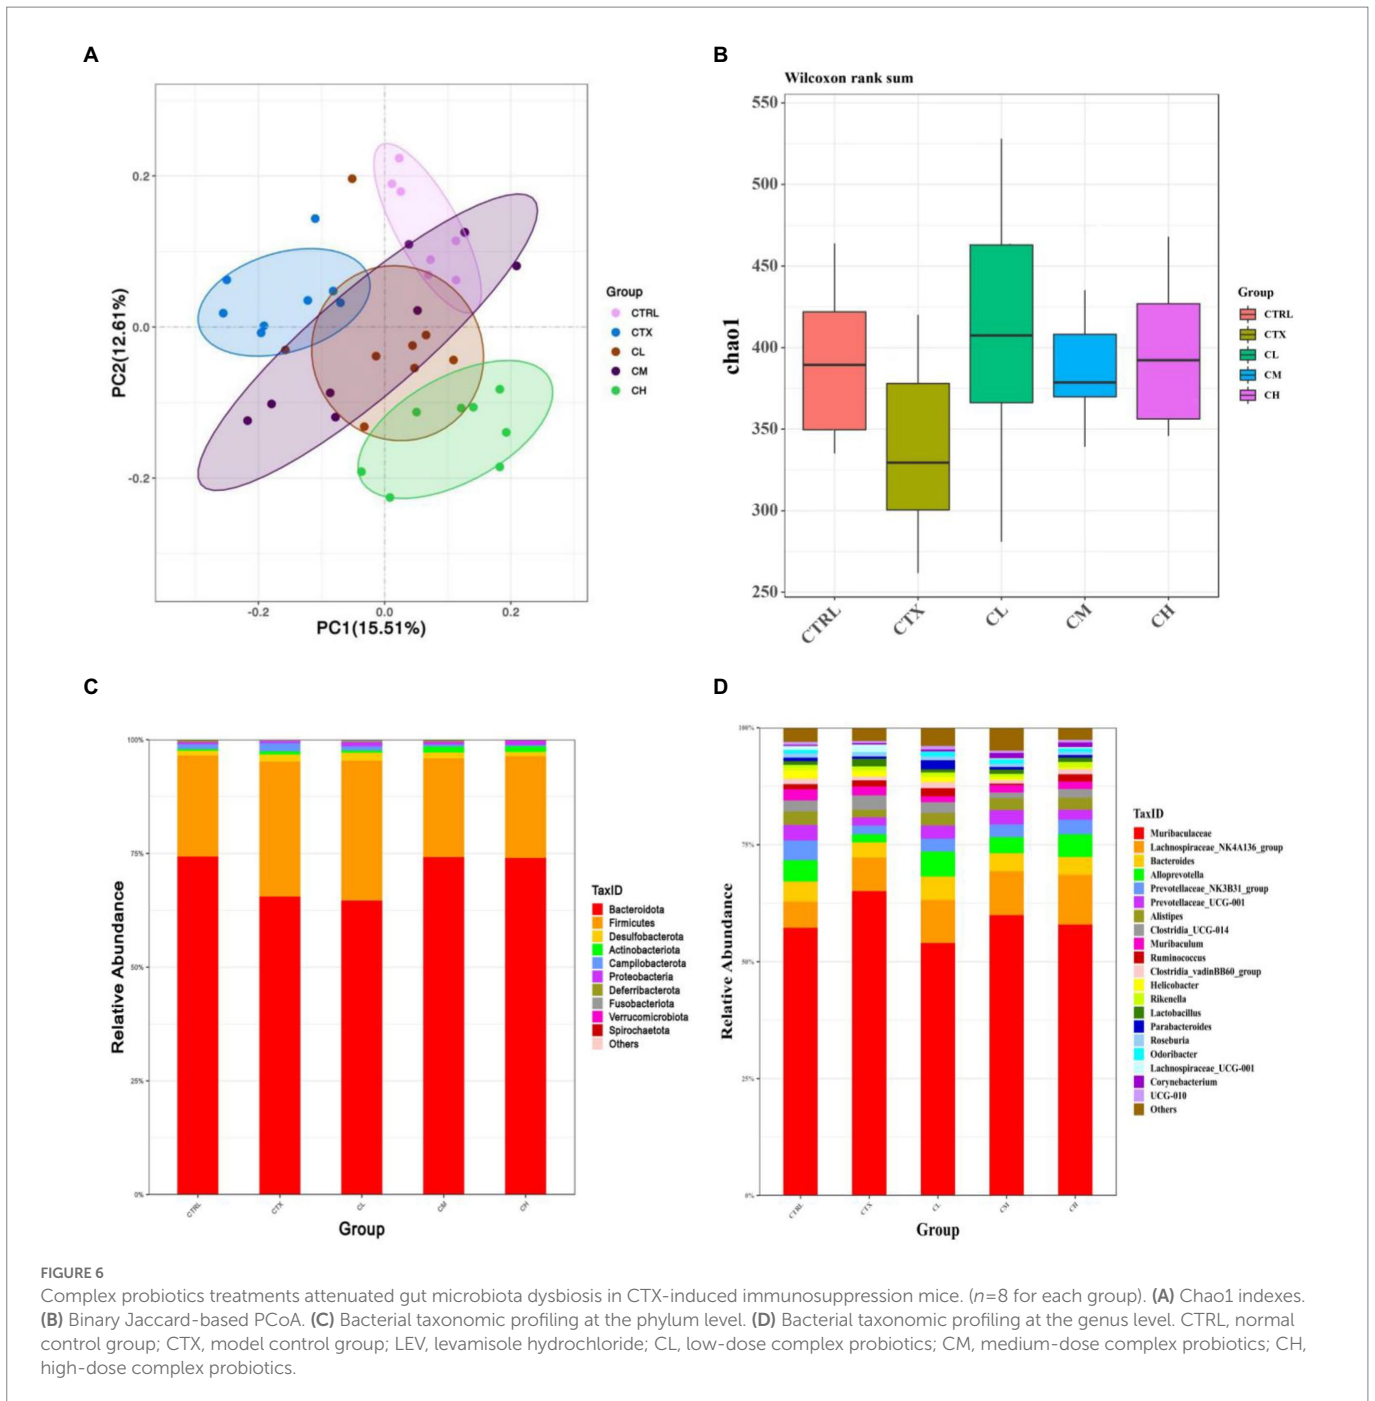 A
PC2(12.61%)
0.2
0.0
-0.2
-0.2
0.0
0.2
PC1(15.51%)
Group
CTRL
CTX
CL
CM
CH
B
Wilcoxon rank sum
chao1
550
500
450
400
350
300
250
CTRL
CTX
CL
CM
CH
Group
CTRL
CTX
CL
CM
CH
C
Relative Abundance
100%
75%
50%
25%
0%
CTRL
CTX
CL
CM
CH
Group
TaxID
Bacteroidota
Firmicutes
Desulfobacterota
Actinobacteriota
Campilobacterota
Proteobacteria
Deferribacterota
Fusobacteriota
Verrucomicrobiota
Spirochaetota
Others
D
Relative Abundance
100%
75%
50%
25%
0%
CTRL
CTX
CL
CM
CH
Group
TaxID
Muribaculaceae
Lachnospiraceae_NK4A136_group
Bacteroides
Alloprevotella
Prevotellaceae_NK3B31_group
Prevotellaceae_UCG-001
Alistipes
Clostridia_UCG-014
Muribaculum
Ruminococcus
Clostridia_vadinBB60_group
Helicobacter
Rikenella
Lactobacillus
Parabacteroides
Roseburia
Odoribacter
Lachnospiraceae_UCG-001
Corynebacterium
UCG-010
Others
FIGURE 6
Complex probiotics treatments attenuated gut microbiota dysbiosis in CTX-induced immunosuppression mice. (n=8 for each group). (A) Chao1 indexes.
(B) Binary Jaccard-based PCoA. (C) Bacterial taxonomic profiling at the phylum level. (D) Bacterial taxonomic profiling at the genus level. CTRL, normal
control group; CTX, model control group; LEV, levamisole hydrochloride; CL, low-dose complex probiotics; CM, medium-dose complex probiotics; CH,
high-dose complex probiotics.